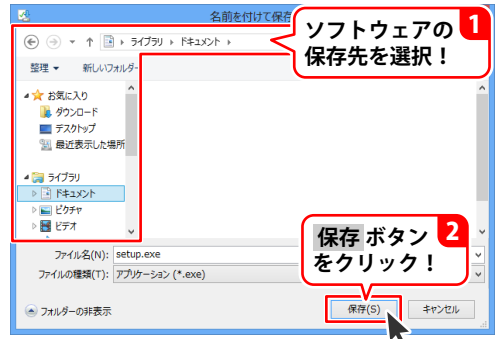 名前を付けて保存
ソフトウェアの
保存先を選択！
1
ライブラリ ドキュメント
整理 新しいフォルダー
お気に入り
ダウンロード
デスクトップ
最近表示した場所
ライブラリ
ドキュメント
ピクチャ
ビデオ
保存 ボタン
をクリック！
2
ファイル名(N): setup.exe
ファイルの種類(T): アプリケーション (*.exe)
フォルダーの非表示
保存(S)
キャンセル